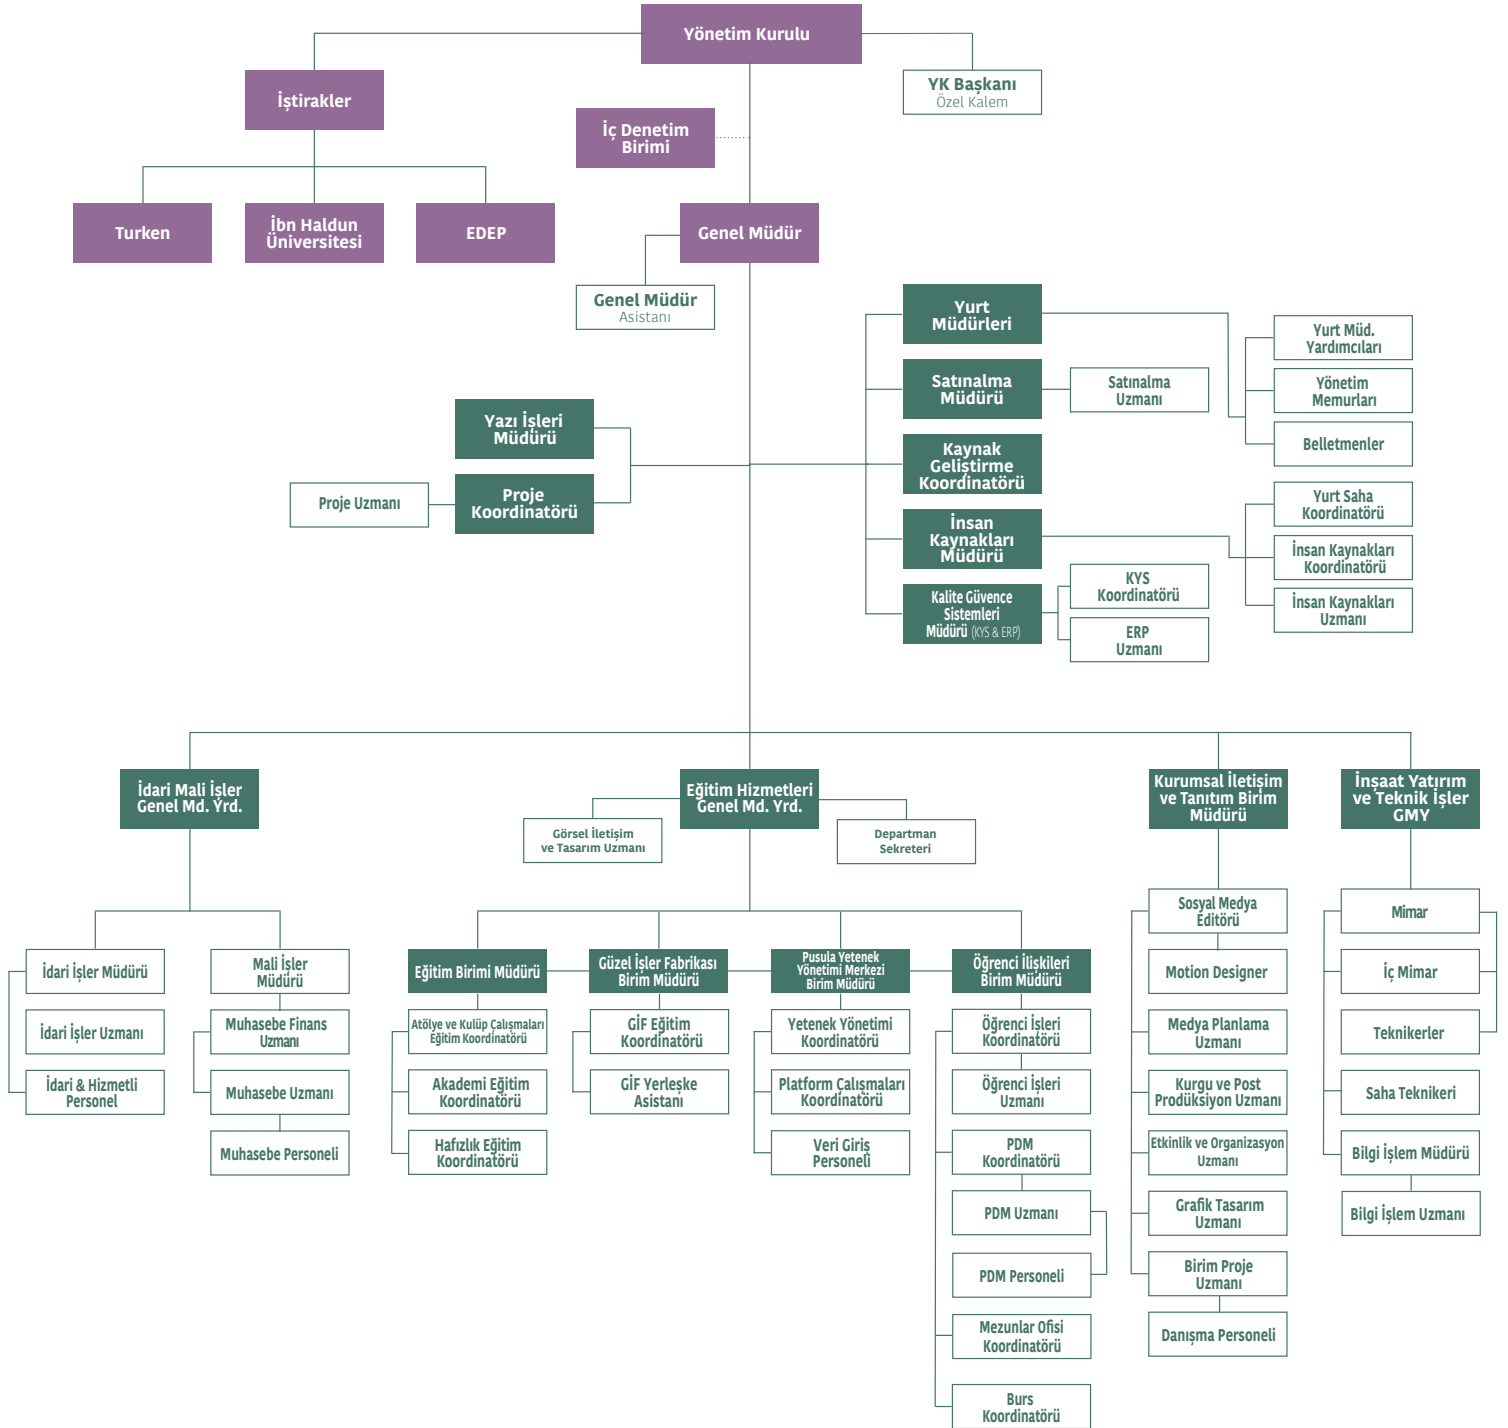 Yönetim Kurulu
YK Başkanı
Özel Kalem
İştirakler
İç Denetim
Birimi
Turken
İbn Haldun
Üniversitesi
EDEP
Genel Müdür
Genel Müdür
Asistanı
Yurt
Müdürleri
Yurt Müd.
Yardımcıları
Yönetim
Memurları
Belletmenler
Satınalma
Müdürü
Satınalma
Uzmanı
Yazı İşleri
Müdürü
Kaynak
Geliştirme
Koordinatörü
Proje
Koordinatörü
Proje Uzmanı
İnsan
Kaynakları
Müdürü
Yurt Saha
Koordinatörü
İnsan Kaynakları
Koordinatörü
İnsan Kaynakları
Uzmanı
Kalite Güvence
Sistemleri
Müdürü (KYS & ERP)
KYS
Koordinatörü
ERP
Uzmanı
İdari Mali İşler
Genel Md. Yrd.
Eğitim Hizmetleri
Genel Md. Yrd.
Kurumsal İletişim
ve Tanıtım Birim
Müdürü
İnşaat Yatırım
ve Teknik İşler
GMY
Görsel İletişim
ve Tasarım Uzmanı
Departman
Sekreteri
İdari İşler Müdürü
İdari İşler Uzmanı
İdari & Hizmetli
Personel
Mali İşler
Müdürü
Muhasebe Finans
Uzmanı
Muhasebe Uzmanı
Muhasebe Personeli
Eğitim Birimi Müdürü
Atölye ve Kulüp Çalışmaları
Eğitim Koordinatörü
Akademi Eğitim
Koordinatörü
Hafızlık Eğitim
Koordinatörü
Güzel İşler Fabrikası
Birim Müdürü
GİF Eğitim
Koordinatörü
GİF Yerleşke
Asistanı
Pusula Yetenek
Yönetimi Merkezi
Birim Müdürü
Yetenek Yönetimi
Koordinatörü
Platform Çalışmaları
Koordinatörü
Veri Giriş
Personeli
Öğrenci İlişkileri
Birim Müdürü
Öğrenci İşleri
Koordinatörü
Öğrenci İşleri
Uzmanı
PDM
Koordinatörü
PDM Uzmanı
PDM Personeli
Mezunlar Ofisi
Koordinatörü
Burs
Koordinatörü
Sosyal Medya
Editörü
Motion Designer
Medya Planlama
Uzmanı
Kurgu ve Post
Prodüksiyon Uzmanı
Etkinlik ve Organizasyon
Uzmanı
Grafik Tasarım
Uzmanı
Birim Proje
Uzmanı
Danışma Personeli
Mimar
İç Mimar
Teknikerler
Saha Teknikeri
Bilgi İşlem Müdürü
Bilgi İşlem Uzmanı